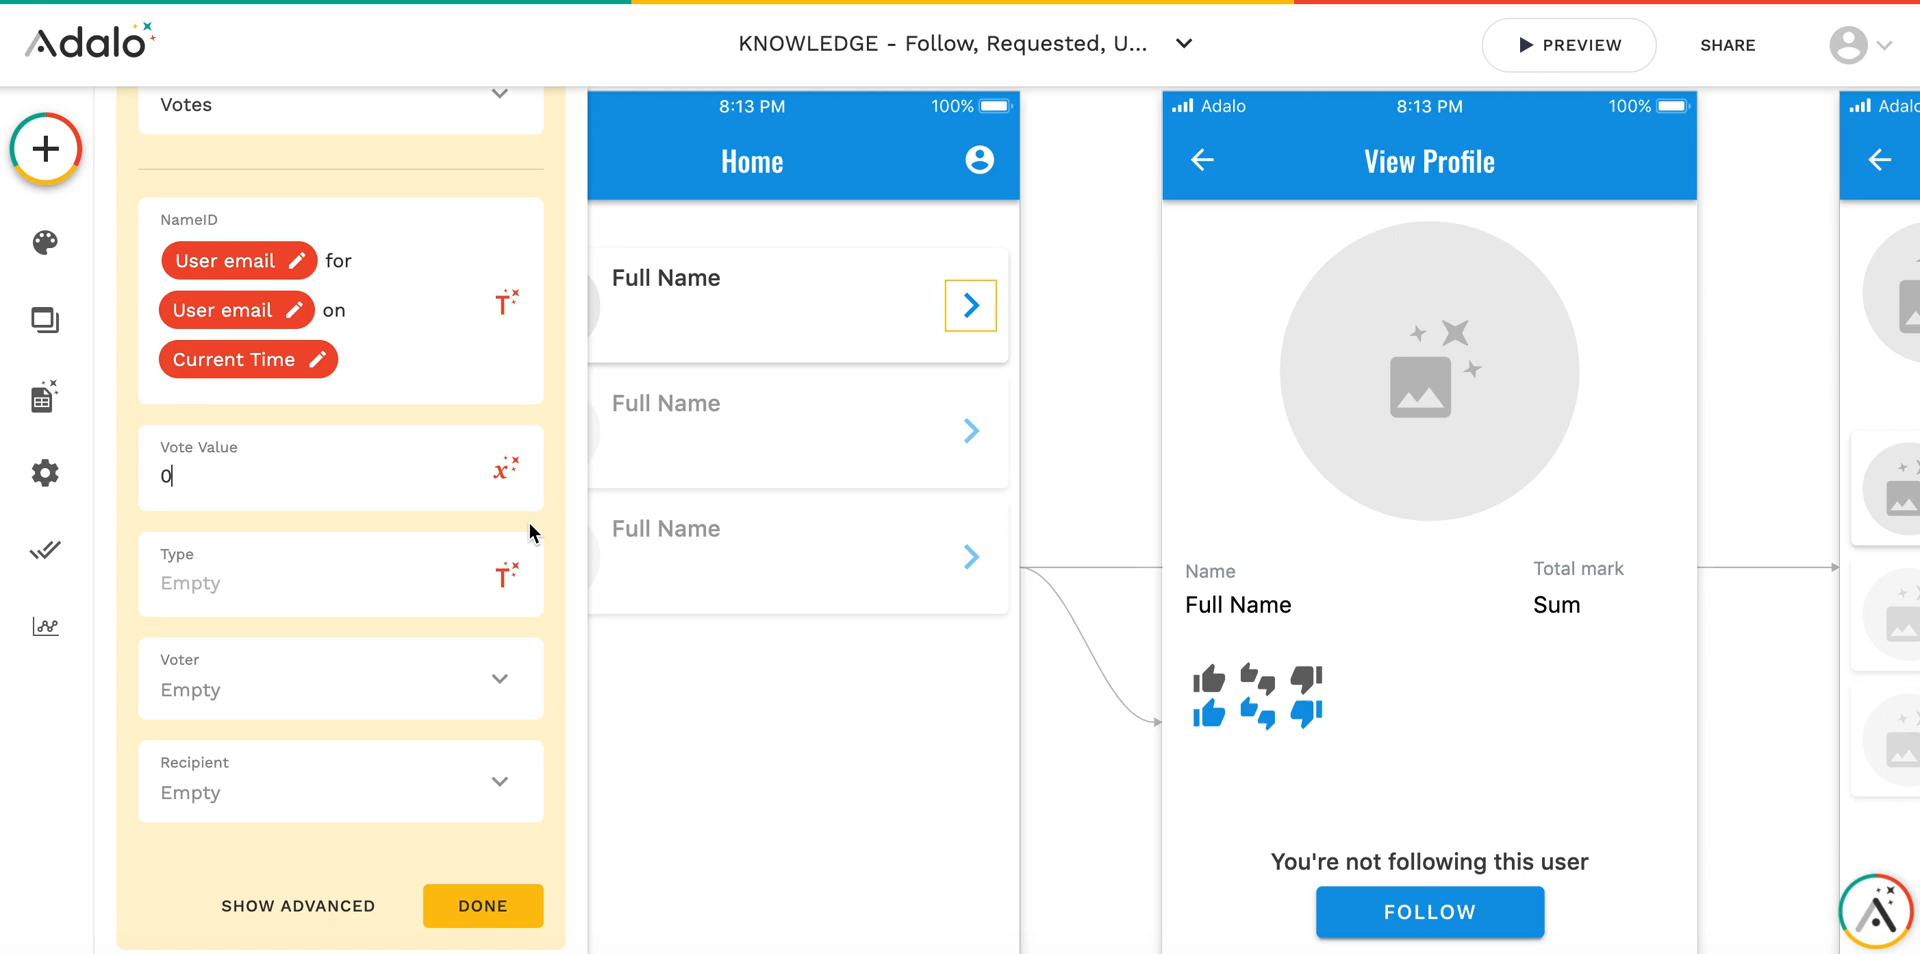 Adalo
KNOWLEDGE - Follow, Requested, U...
PREVIEW
SHARE
Votes
NameID
User email for
User email on
Current Time
Vote Value
0
Type
Empty
Voter
Empty
Recipient
Empty
SHOW ADVANCED
DONE
8:13 PM
100%
Home
Full Name
Full Name
Full Name
Adalo
8:13 PM
100%
View Profile
Name
Full Name
Total mark
Sum
You're not following this user
FOLLOW
Adalo